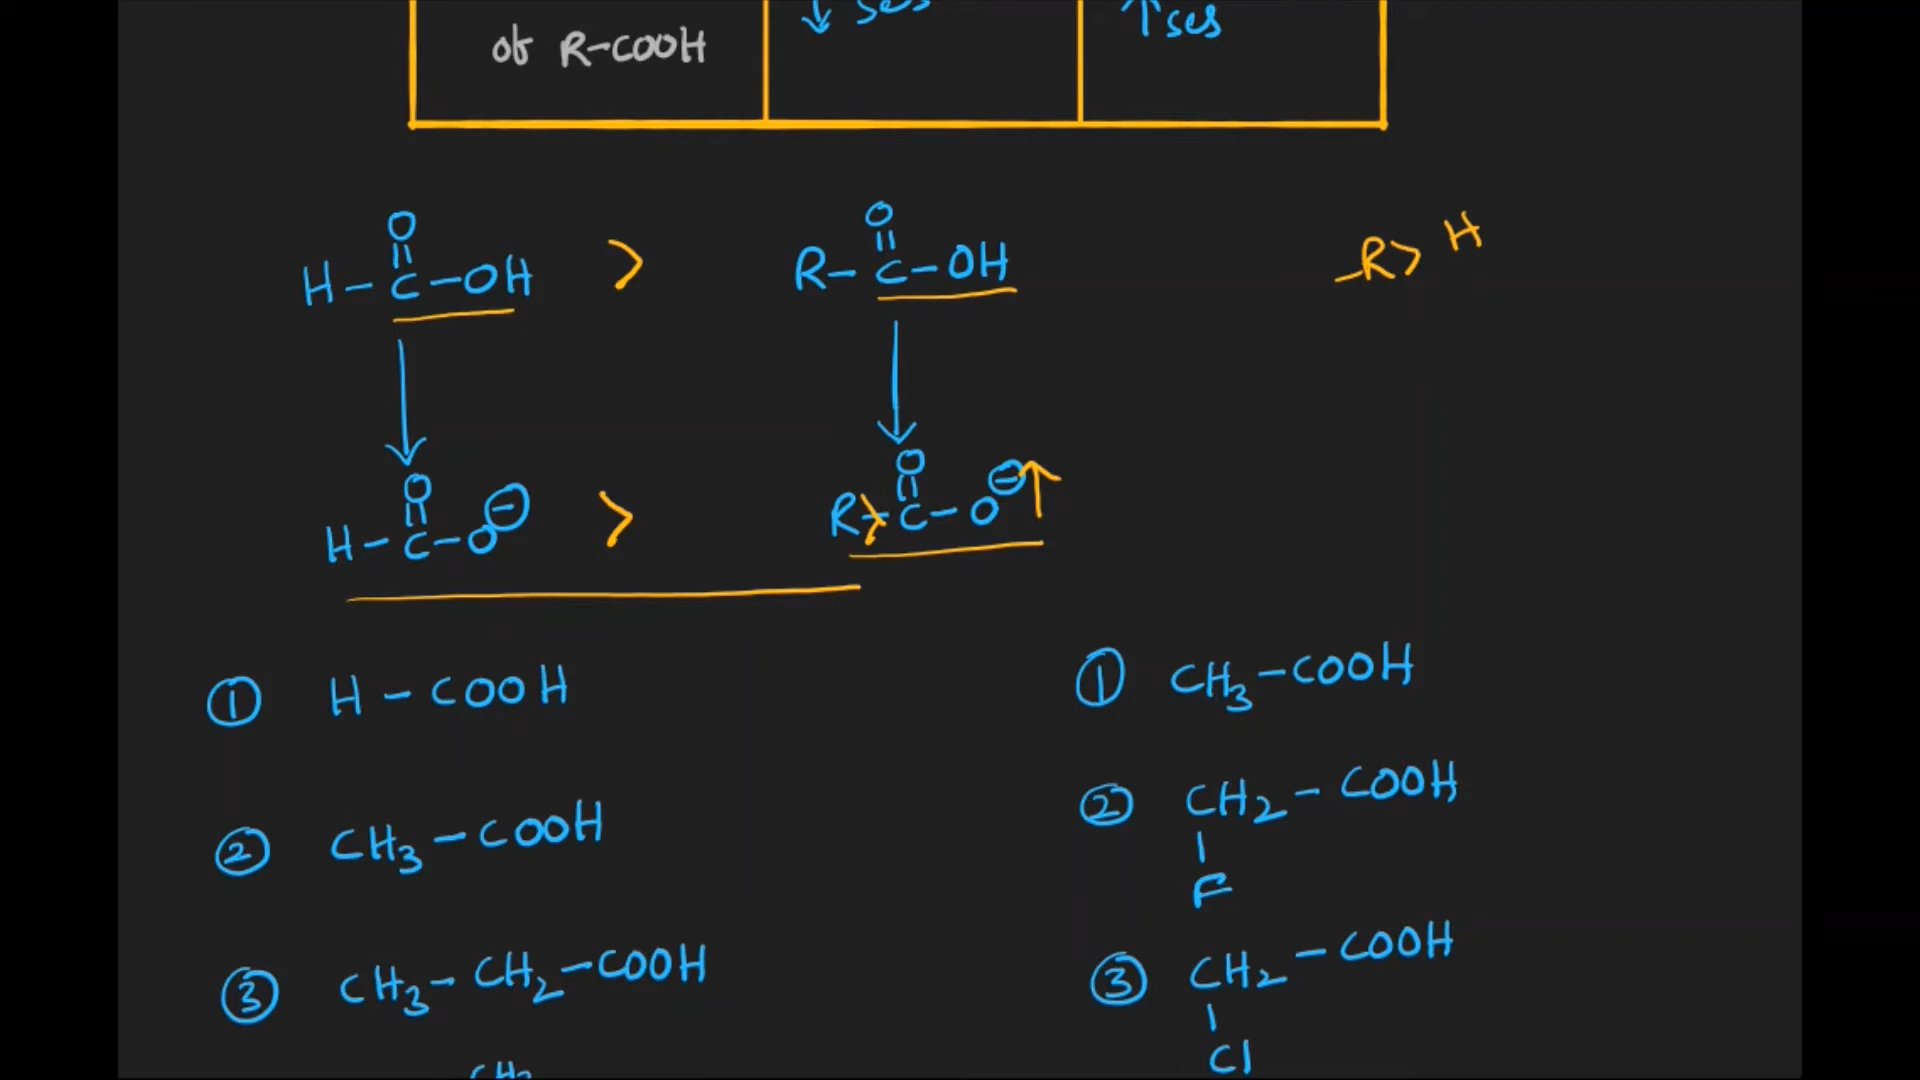 ↓ ses
↑ses
of R-COOH
O
||
H-C-OH > R-C-OH
O
||
-R> H
O
||
H-C-O⊖ > R-C-O⊖↑
O
||
① H-COOH
② CH₃-COOH
③ CH₃-CH₂-COOH
CH₃
① CH₃-COOH
② CH₂-COOH
|
F
③ CH₂-COOH
|
Cl